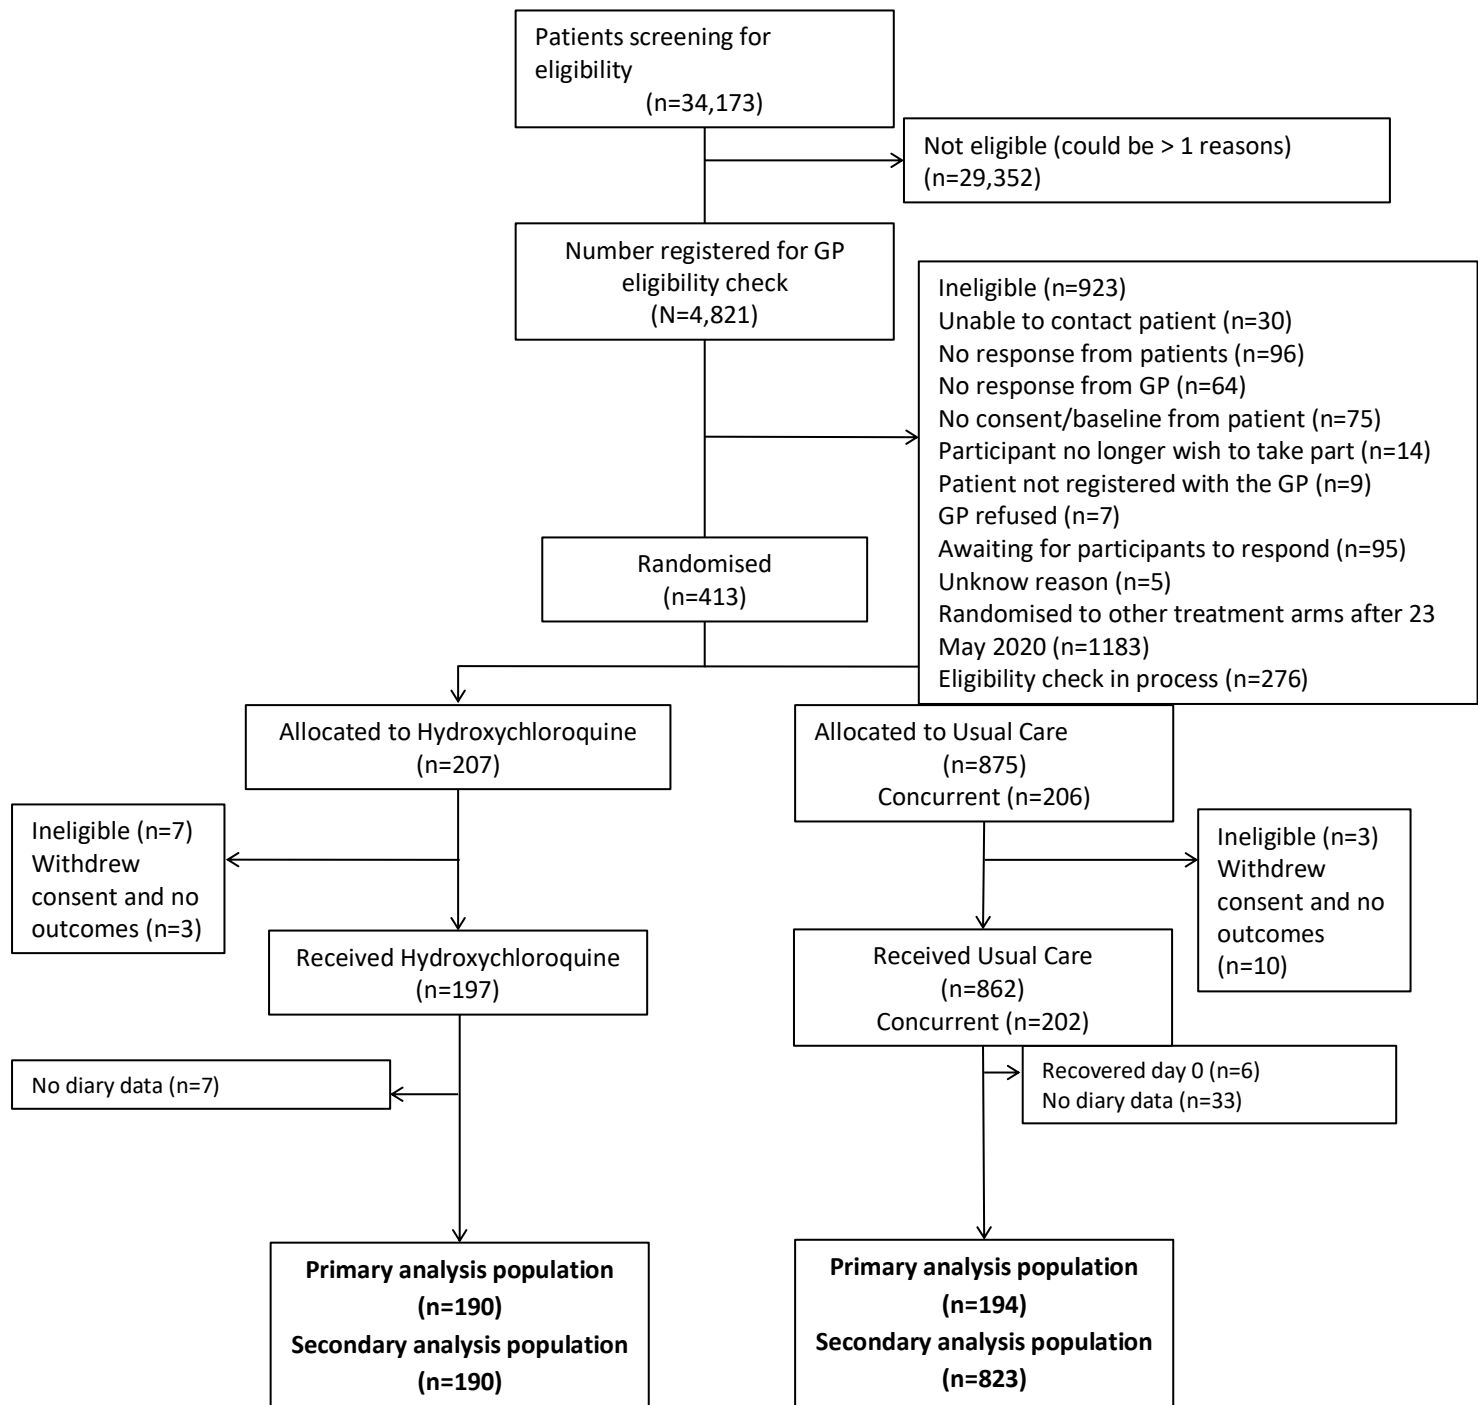 Patients screening for
eligibility
(n=34,173)
Not eligible (could be > 1 reasons)
(n=29,352)
Number registered for GP
eligibility check
(N=4,821)
Ineligible (n=923)
Unable to contact patient (n=30)
No response from patients (n=96)
No response from GP (n=64)
No consent/baseline from patient (n=75)
Participant no longer wish to take part (n=14)
Patient not registered with the GP (n=9)
GP refused (n=7)
Awaiting for participants to respond (n=95)
Unknow reason (n=5)
Randomised to other treatment arms after 23
May 2020 (n=1183)
Eligibility check in process (n=276)
Randomised
(n=413)
Allocated to Hydroxychloroquine
(n=207)
Allocated to Usual Care
(n=875)
Concurrent (n=206)
Ineligible (n=7)
Withdrew
consent and no
outcomes (n=3)
Ineligible (n=3)
Withdrew
consent and no
outcomes
(n=10)
Received Hydroxychloroquine
(n=197)
Received Usual Care
(n=862)
Concurrent (n=202)
No diary data (n=7)
Recovered day 0 (n=6)
No diary data (n=33)
Primary analysis population
(n=190)
Secondary analysis population
(n=190)
Primary analysis population
(n=194)
Secondary analysis population
(n=823)